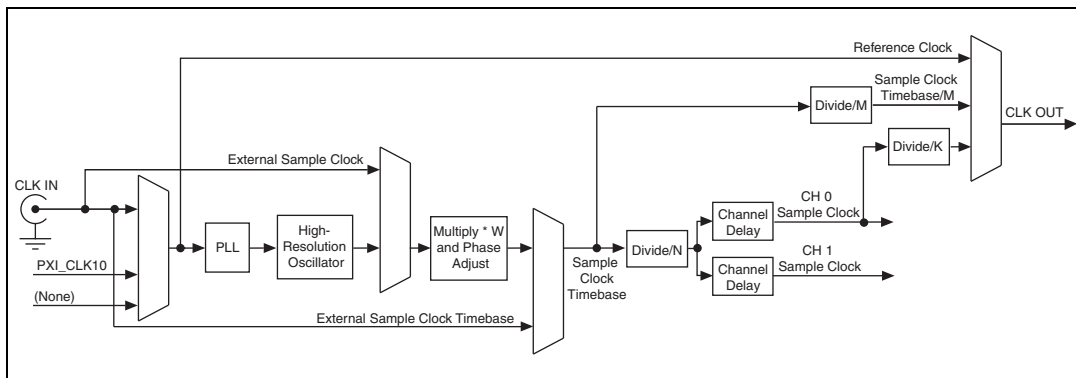 Reference Clock
Sample Clock
Timebase/M
Divide/M
CLK OUT
Divide/K
External Sample Clock
CLK IN
CH 0
Sample Clock
Channel
Delay
PLL
High-
Resolution
Oscillator
Multiply * W
and Phase
Adjust
Divide/N
Sample
Clock
Timebase
CH 1
Sample Clock
Channel
Delay
PXI_CLK10
(None)
External Sample Clock Timebase